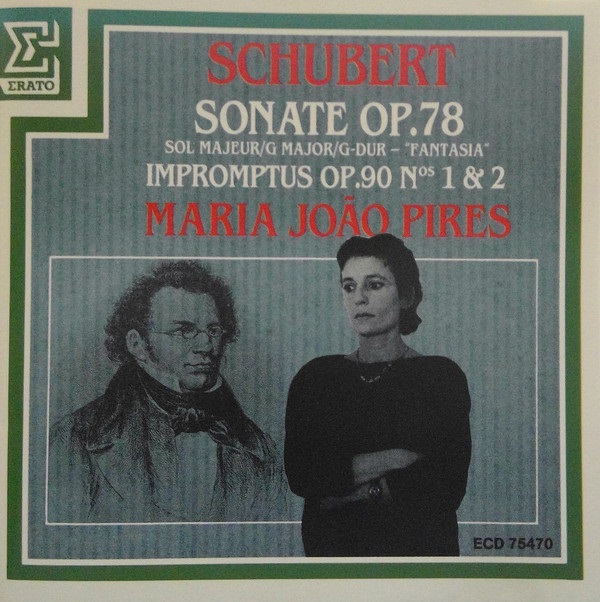 ERATO
SCHUBERT
SONATE OP.78
SOL MAJEUR/G MAJOR/G-DUR – "FANTASIA"
IMPROMPTUS OP.90 Nos 1 & 2
MARIA JOÃO PIRES
ECD 75470